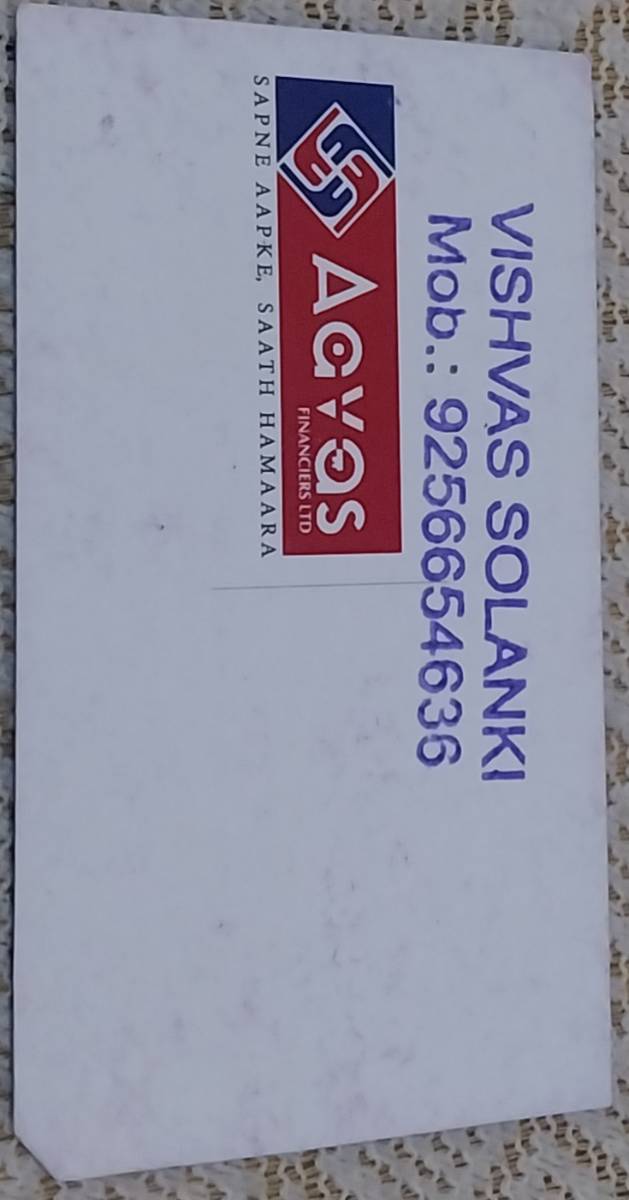 VISHVAS SOLANKI
Mob.: 9256654636
Aavas
FINANCIERS LTD
SAPNE AAPKE, SAATH HAMAARA